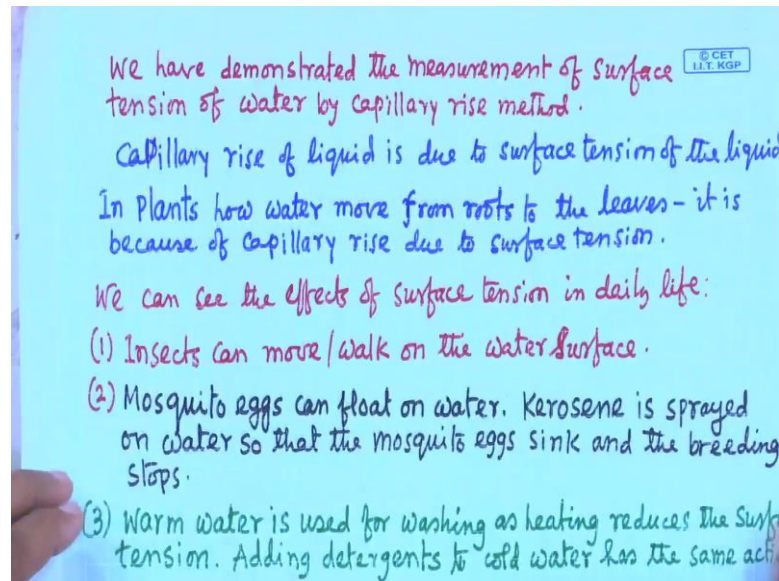 We have demonstrated the measurement of surface
© CET
I.I.T. KGP
tension of water by capillary rise method.
Capillary rise of liquid is due to surface tension of the liquid
In Plants how water move from roots to the leaves - it is
because of capillary rise due to surface tension.
We can see the effects of surface tension in daily life:
(1) Insects can move/walk on the water surface.
(2) Mosquito eggs can float on water. Kerosene is sprayed
on water so that the mosquito eggs sink and the breeding
stops.
(3) Warm water is used for washing as heating reduces the surf
tension. Adding detergents to cold water has the same act